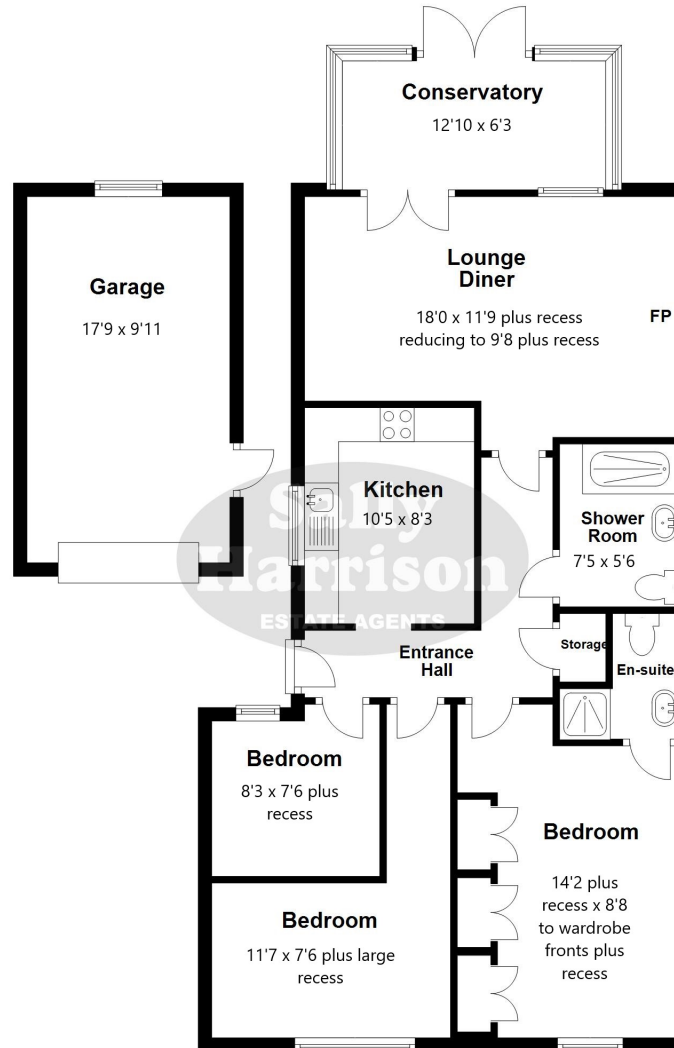 Conservatory
12'10 x 6'3
Garage
17'9 x 9'11
Lounge
Diner
18'0 x 11'9 plus recess
reducing to 9'8 plus recess
FP
Kitchen
10'5 x 8'3
Shower
Room
7'5 x 5'6
Sally
Harrison
ESTATE AGENTS
Entrance
Hall
Storage
En-suite
Bedroom
8'3 x 7'6 plus
recess
Bedroom
14'2 plus
recess x 8'8
to wardrobe
fronts plus
recess
Bedroom
11'7 x 7'6 plus large
recess